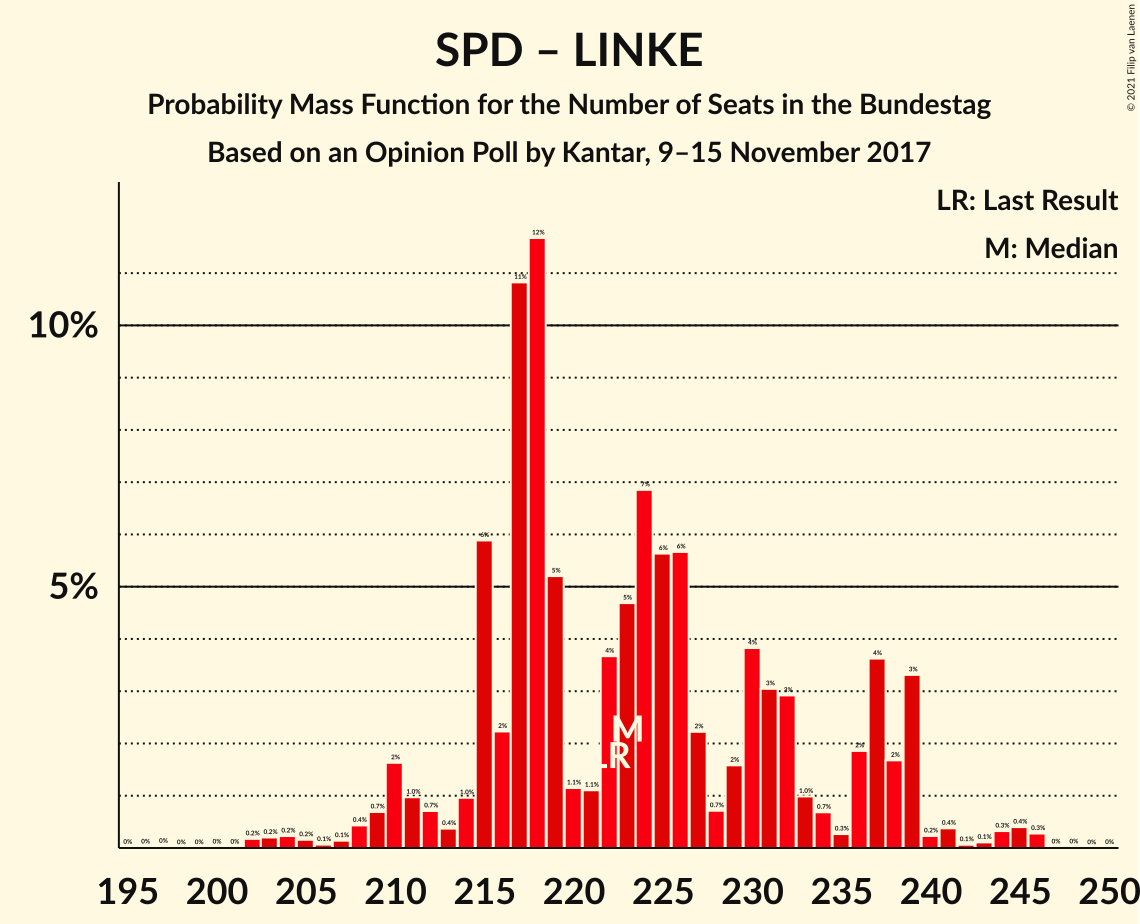 SPD – LINKE
Probability Mass Function for the Number of Seats in the Bundestag
Based on an Opinion Poll by Kantar, 9–15 November 2017
© 2021 Filip van Laenen
LR: Last Result
M: Median
10%
5%
0% 0% 0% 0% 0% 0% 0% 0.2% 0.2% 0.2% 0.2% 0.1% 0.1% 0.4% 0.7% 2% 1.0% 0.7% 0.4% 1.0% 6% 2% 11% 12% 5% 1.1% 1.1% 4% 5% 7% 6% 6% 2% 0.7% 2% 4% 3% 3% 1.0% 0.7% 0.3% 2% 4% 2% 3% 0.2% 0.4% 0.1% 0.1% 0.3% 0.4% 0.3% 0% 0% 0% 0%
M
LR
195 200 205 210 215 220 225 230 235 240 245 250